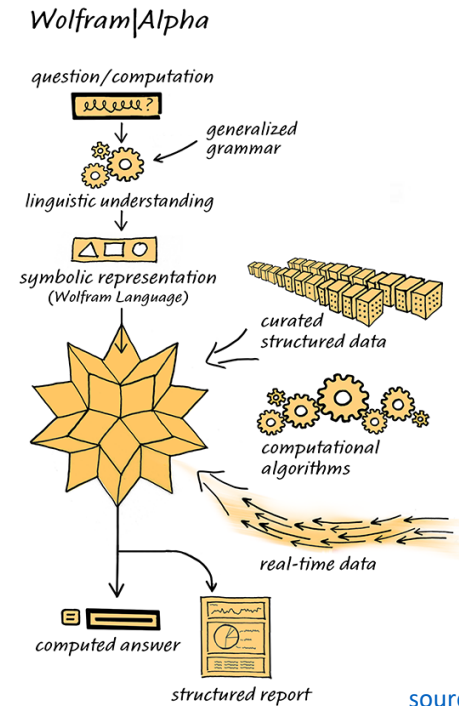 Wolfram|Alpha
question/computation
generalized
grammar
linguistic understanding
symbolic representation
(Wolfram Language)
curated
structured data
computational
algorithms
real-time data
computed answer
structured report